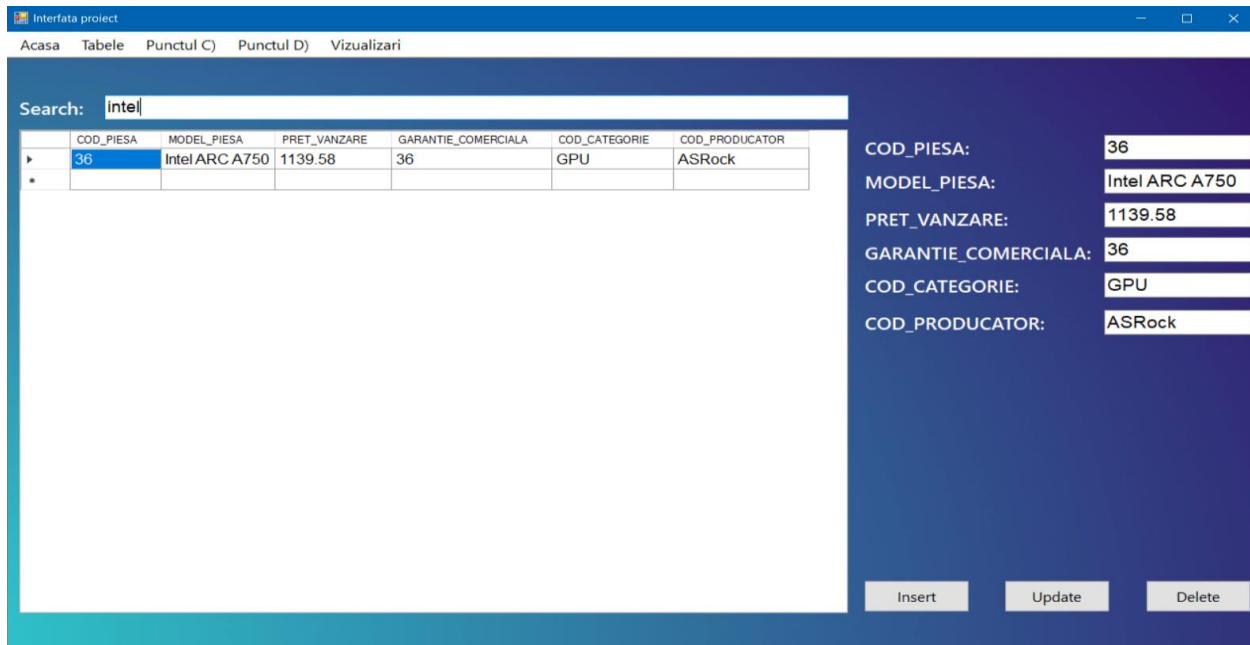 Interfata proiect
Acasa Tabele Punctul C) Punctul D) Vizualizari
Search: intel
COD_PIESA MODEL_PIESA PRET_VANZARE GARANTIE_COMERCIALA COD_CATEGORIE COD_PRODUCATOR
36 Intel ARC A750 1139.58 36 GPU ASRock
COD_PIESA: 36
MODEL_PIESA: Intel ARC A750
PRET_VANZARE: 1139.58
GARANTIE_COMERCIALA: 36
COD_CATEGORIE: GPU
COD_PRODUCATOR: ASRock
Insert Update Delete